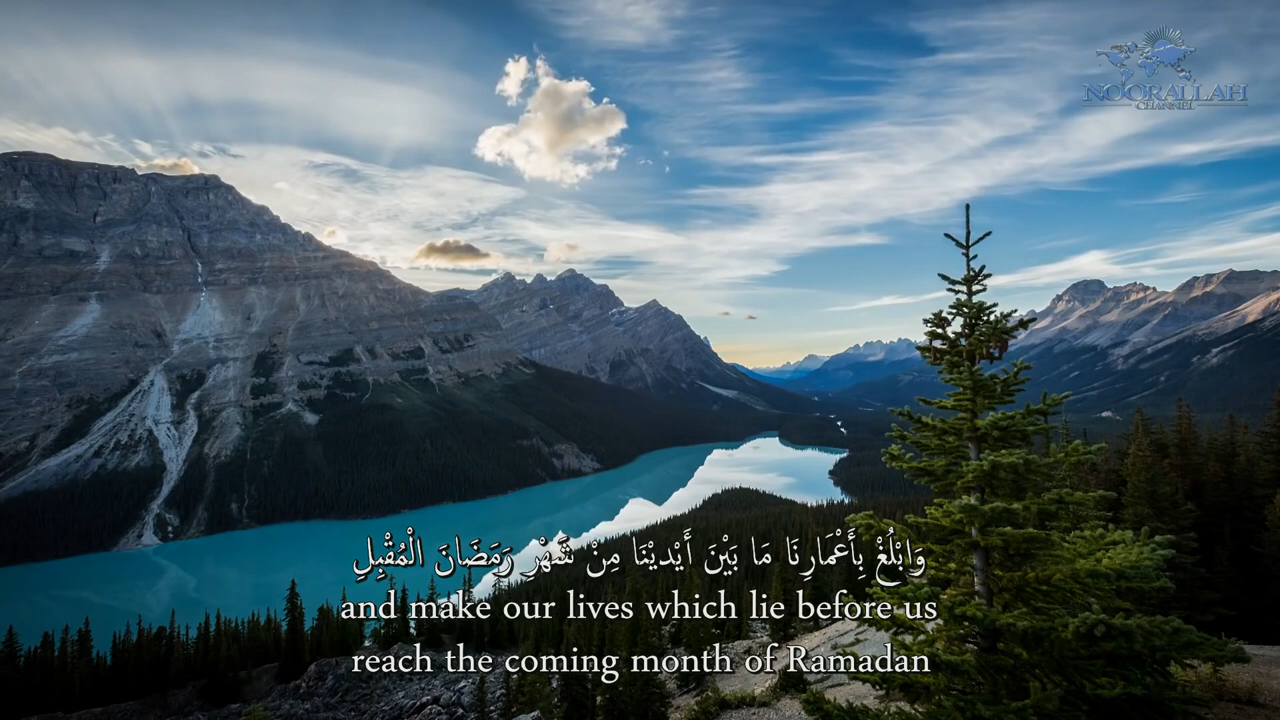 NOORALLAH
CHANNEL
وَابْلُغْ بِأَعْمَارِنَا مَا بَيْنَ أَيْدِيْنَا مِنْ شَهْرِ رَمَضَانَ الْمُقْبِلِ
and make our lives which lie before us
reach the coming month of Ramadan